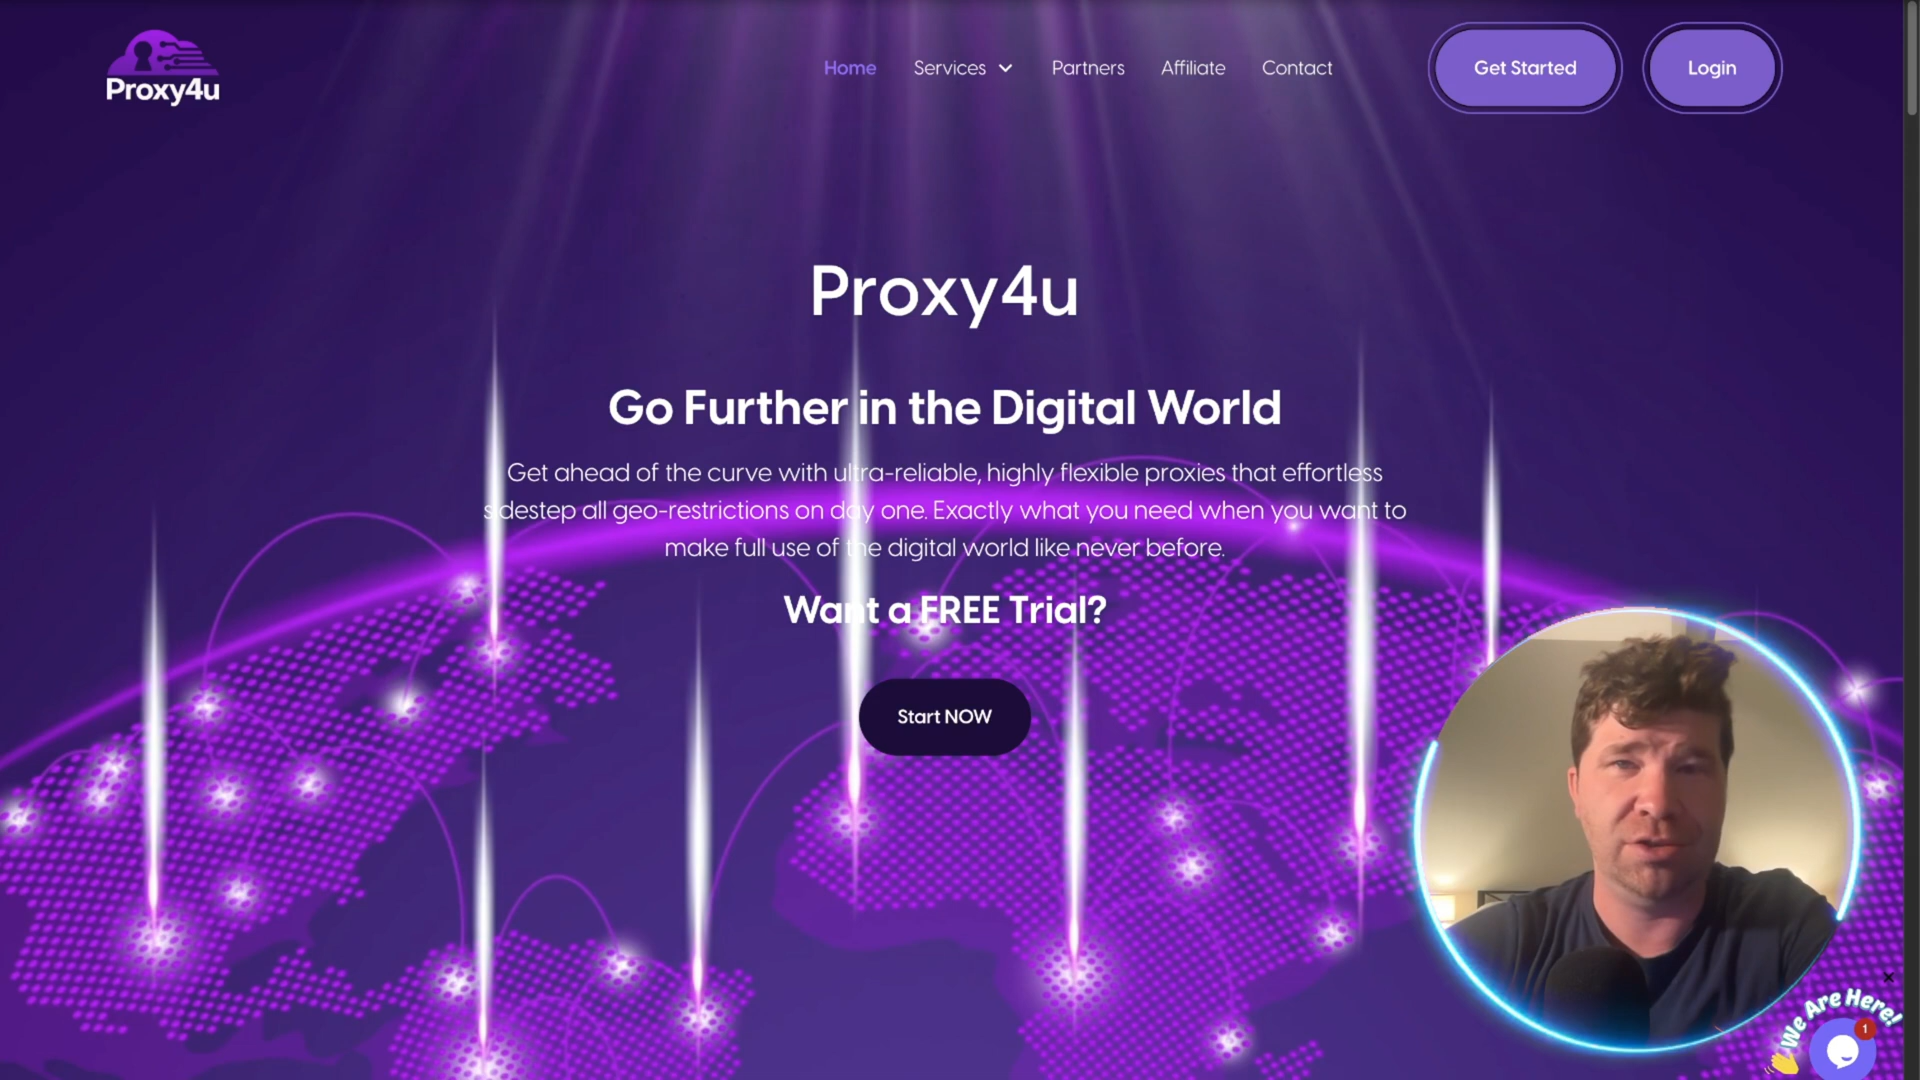 Proxy4u
Home
Services
Partners
Affiliate
Contact
Get Started
Login
Proxy4u
Go Further in the Digital World
Get ahead of the curve with ultra-reliable, highly flexible proxies that effortless
sidestep all geo-restrictions on day one. Exactly what you need when you want to
make full use of the digital world like never before.
Want a FREE Trial?
Start NOW
We Are Here!
1